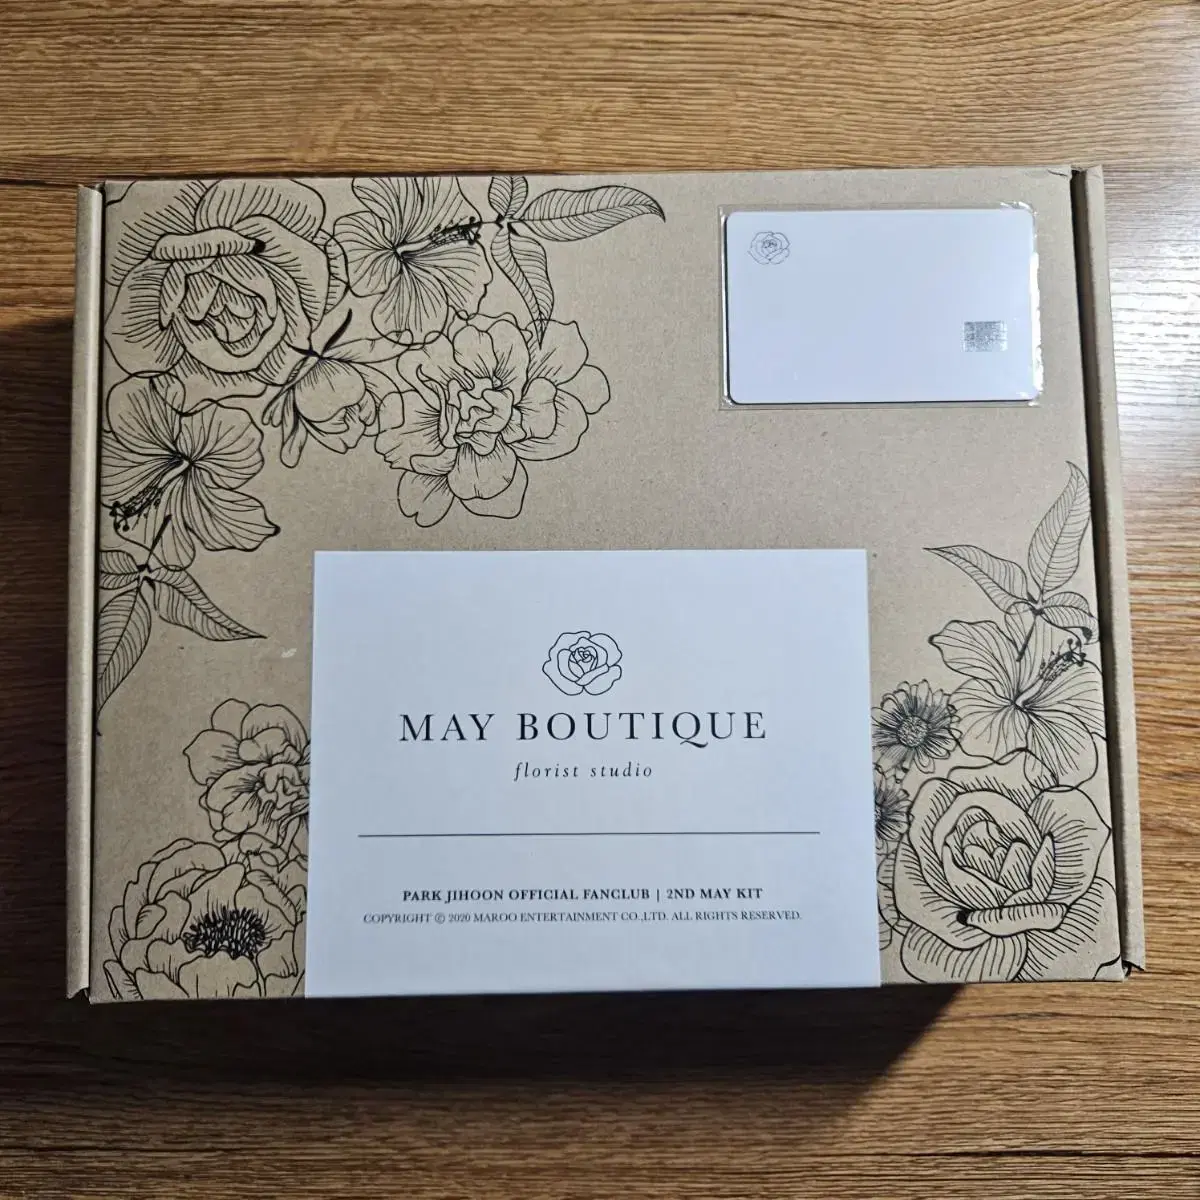 MAY BOUTIQUE
florist studio
PARK JIHOON OFFICIAL FANCLUB | 2ND MAY KIT
COPYRIGHT © 2020 MAROO ENTERTAINMENT CO.,LTD. ALL RIGHTS RESERVED.